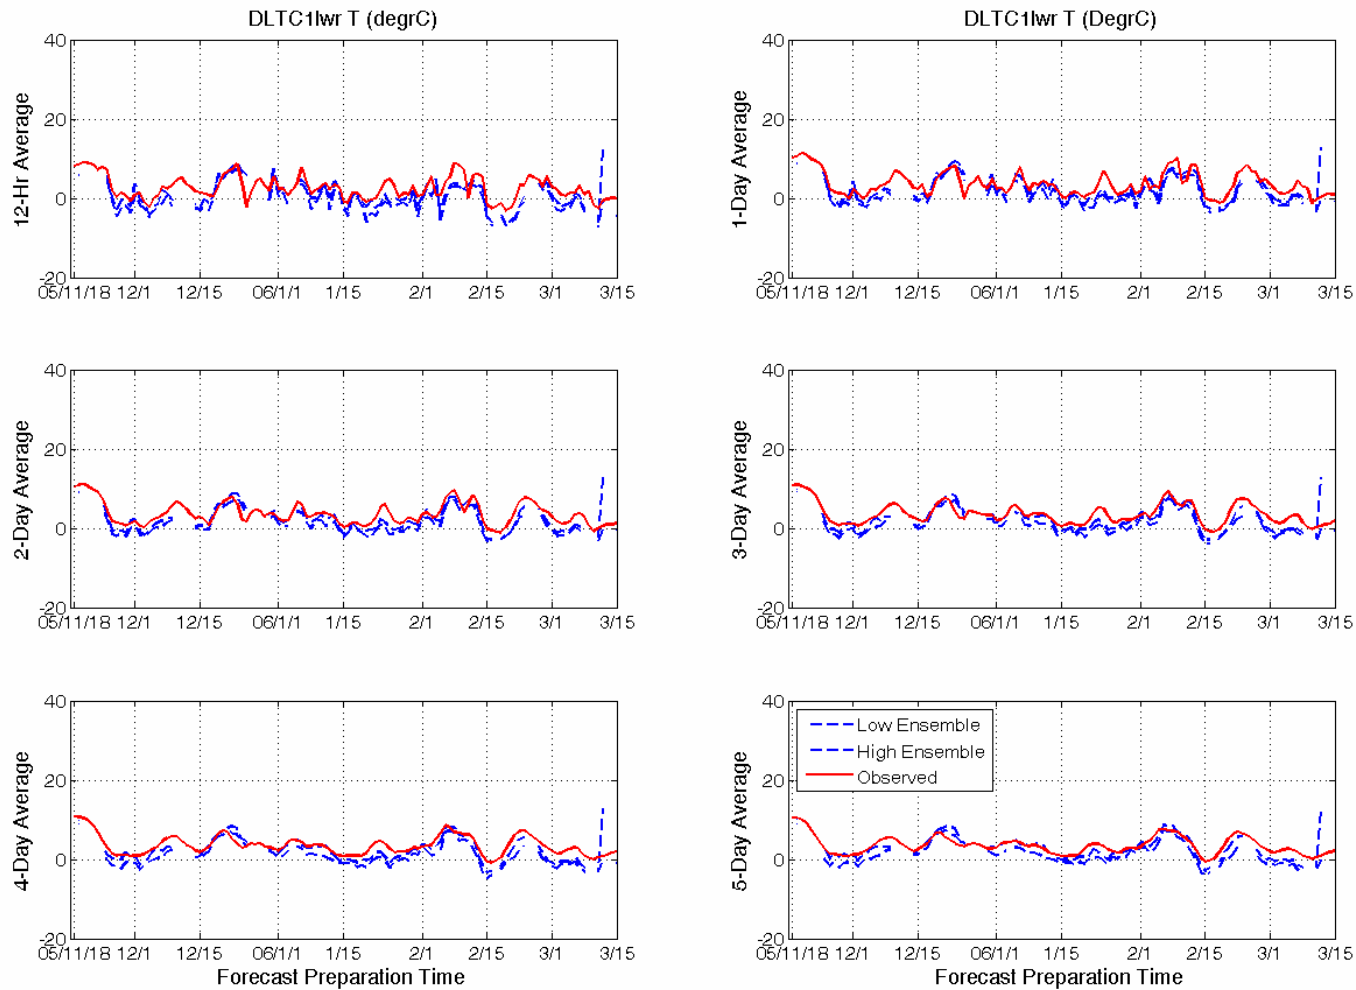 DLTC1lwr T (degrC)
12-Hr Average
40
20
0
-20
05/11/18 12/1 12/15 06/1/1 1/15 2/1 2/15 3/1 3/15
DLTC1lwr T (DegrC)
1-Day Average
40
20
0
-20
05/11/18 12/1 12/15 06/1/1 1/15 2/1 2/15 3/1 3/15
2-Day Average
40
20
0
-20
05/11/18 12/1 12/15 06/1/1 1/15 2/1 2/15 3/1 3/15
3-Day Average
40
20
0
-20
05/11/18 12/1 12/15 06/1/1 1/15 2/1 2/15 3/1 3/15
4-Day Average
40
20
0
-20
05/11/18 12/1 12/15 06/1/1 1/15 2/1 2/15 3/1 3/15
Forecast Preparation Time
5-Day Average
40
20
0
-20
Low Ensemble
High Ensemble
Observed
05/11/18 12/1 12/15 06/1/1 1/15 2/1 2/15 3/1 3/15
Forecast Preparation Time